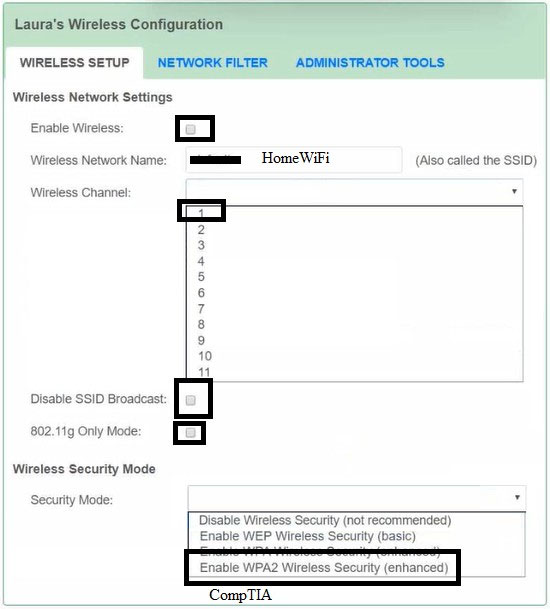 Laura's Wireless Configuration
WIRELESS SETUP NETWORK FILTER ADMINISTRATOR TOOLS
Wireless Network Settings
Enable Wireless:
Wireless Network Name: HomeWiFi (Also called the SSID)
Wireless Channel:
1
2
3
4
5
6
7
8
9
10
11
Disable SSID Broadcast:
802.11g Only Mode:
Wireless Security Mode
Security Mode:
Disable Wireless Security (not recommended)
Enable WEP Wireless Security (basic)
Enable WPA Wireless Security (enhanced)
Enable WPA2 Wireless Security (enhanced)
CompTIA